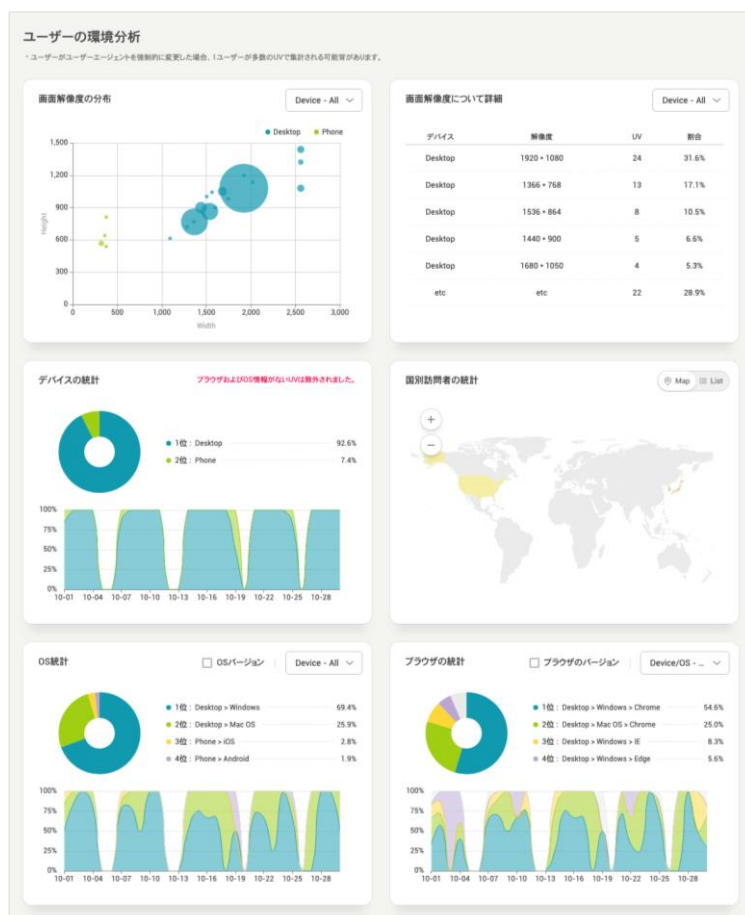 ユーザーの環境分析
* ユーザーがユーザーエージェントを強制的に変更した場合、1ユーザーが多数のUVで集計される可能背があります。
画面解像度の分布
Device - All
Desktop Phone
1,500
1,200
900
600
300
0
Height
0 500 1,000 1,500 2,000 2,500 3,000
Width
画面解像度について詳細
Device - All
デバイス 解像度 UV 割合
Desktop 1920 * 1080 24 31.6%
Desktop 1366 * 768 13 17.1%
Desktop 1536 * 864 8 10.5%
Desktop 1440 * 900 5 6.6%
Desktop 1680 * 1050 4 5.3%
etc etc 22 28.9%
デバイスの統計
ブラウザおよびOS情報がないUVは除外されました。
1位 : Desktop 92.6%
2位 : Phone 7.4%
100%
75%
50%
25%
0%
10-01 10-04 10-07 10-10 10-13 10-16 10-19 10-22 10-25 10-28
国別訪問者の統計
Map List
+
−
OS統計
OSバージョン
Device - All
1位 : Desktop > Windows 69.4%
2位 : Desktop > Mac OS 25.9%
3位 : Phone > iOS 2.8%
4位 : Phone > Android 1.9%
100%
75%
50%
25%
0%
10-01 10-04 10-07 10-10 10-13 10-16 10-19 10-22 10-25 10-28
ブラウザの統計
ブラウザのバージョン
Device/OS - ...
1位 : Desktop > Windows > Chrome 54.6%
2位 : Desktop > Mac OS > Chrome 25.0%
3位 : Desktop > Windows > IE 8.3%
4位 : Desktop > Windows > Edge 5.6%
100%
75%
50%
25%
0%
10-01 10-04 10-07 10-10 10-13 10-16 10-19 10-22 10-25 10-28